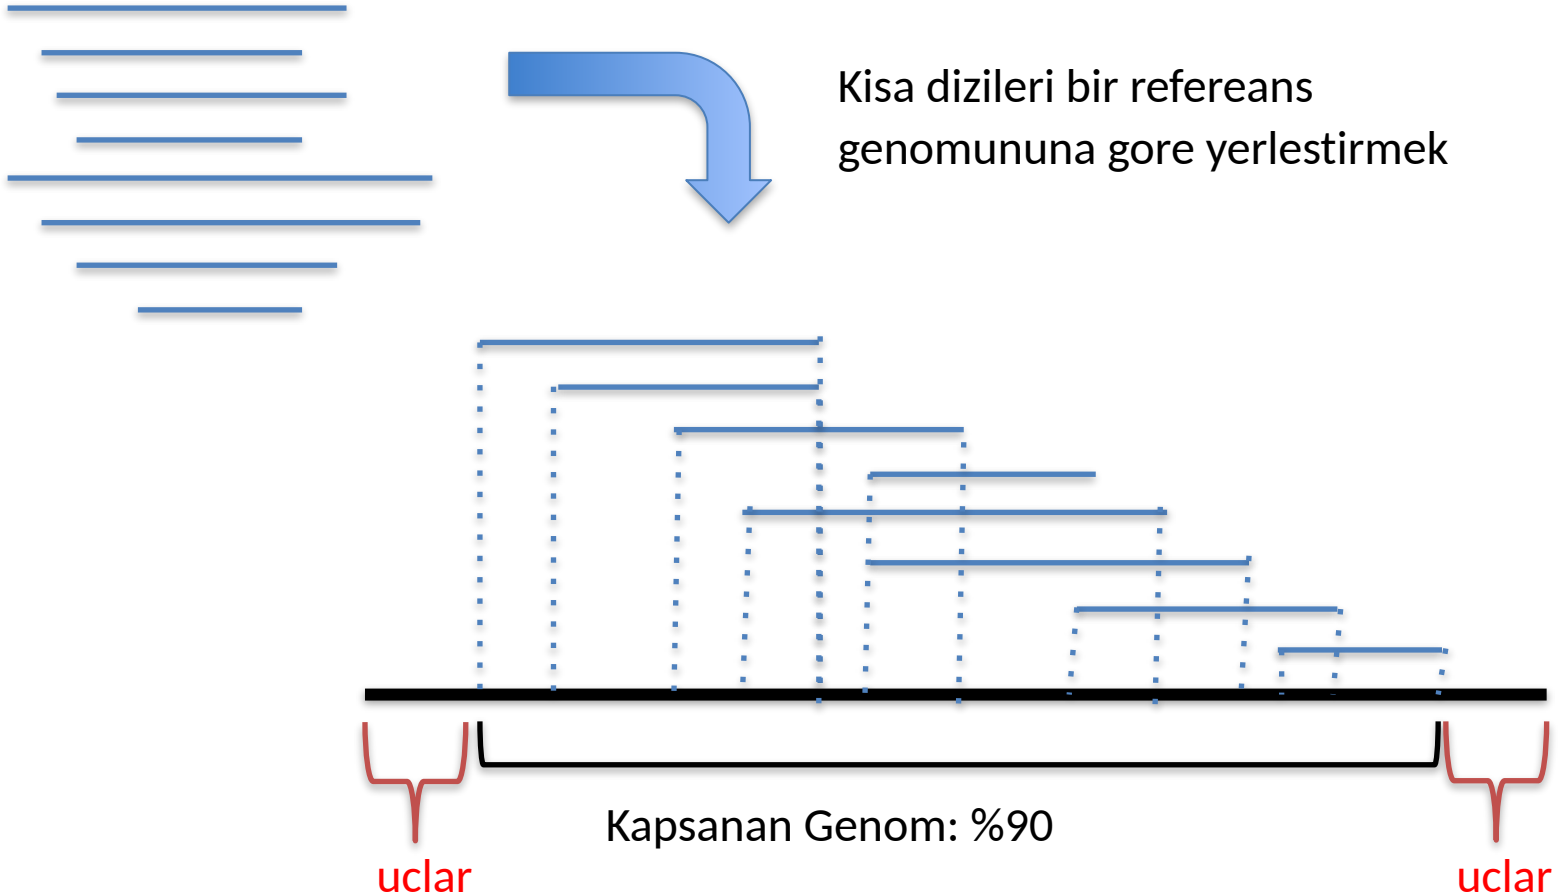 Kisa dizileri bir refereans
genomununa gore yerlestirmek
Kapsanan Genom: %90
uclar
uclar